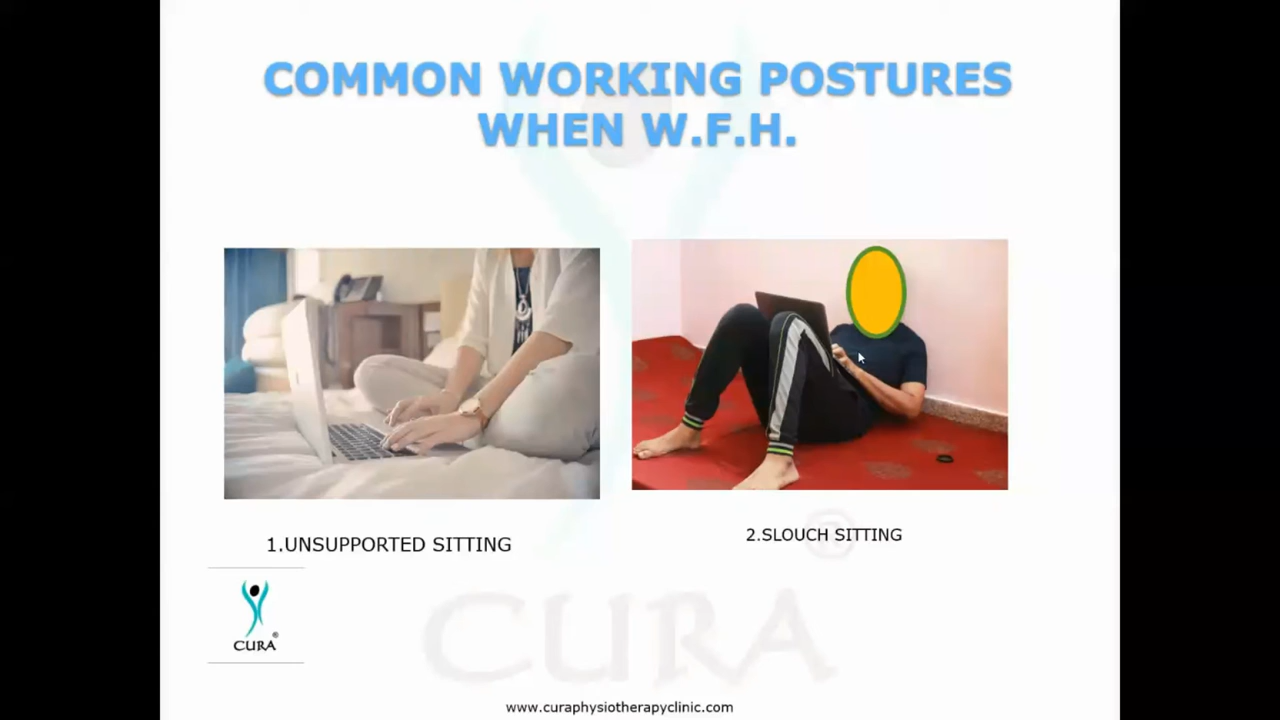 COMMON WORKING POSTURES
WHEN W.F.H.
1.UNSUPPORTED SITTING
2.SLOUCH SITTING
CURA®
CURA®
www.curaphysiotherapyclinic.com